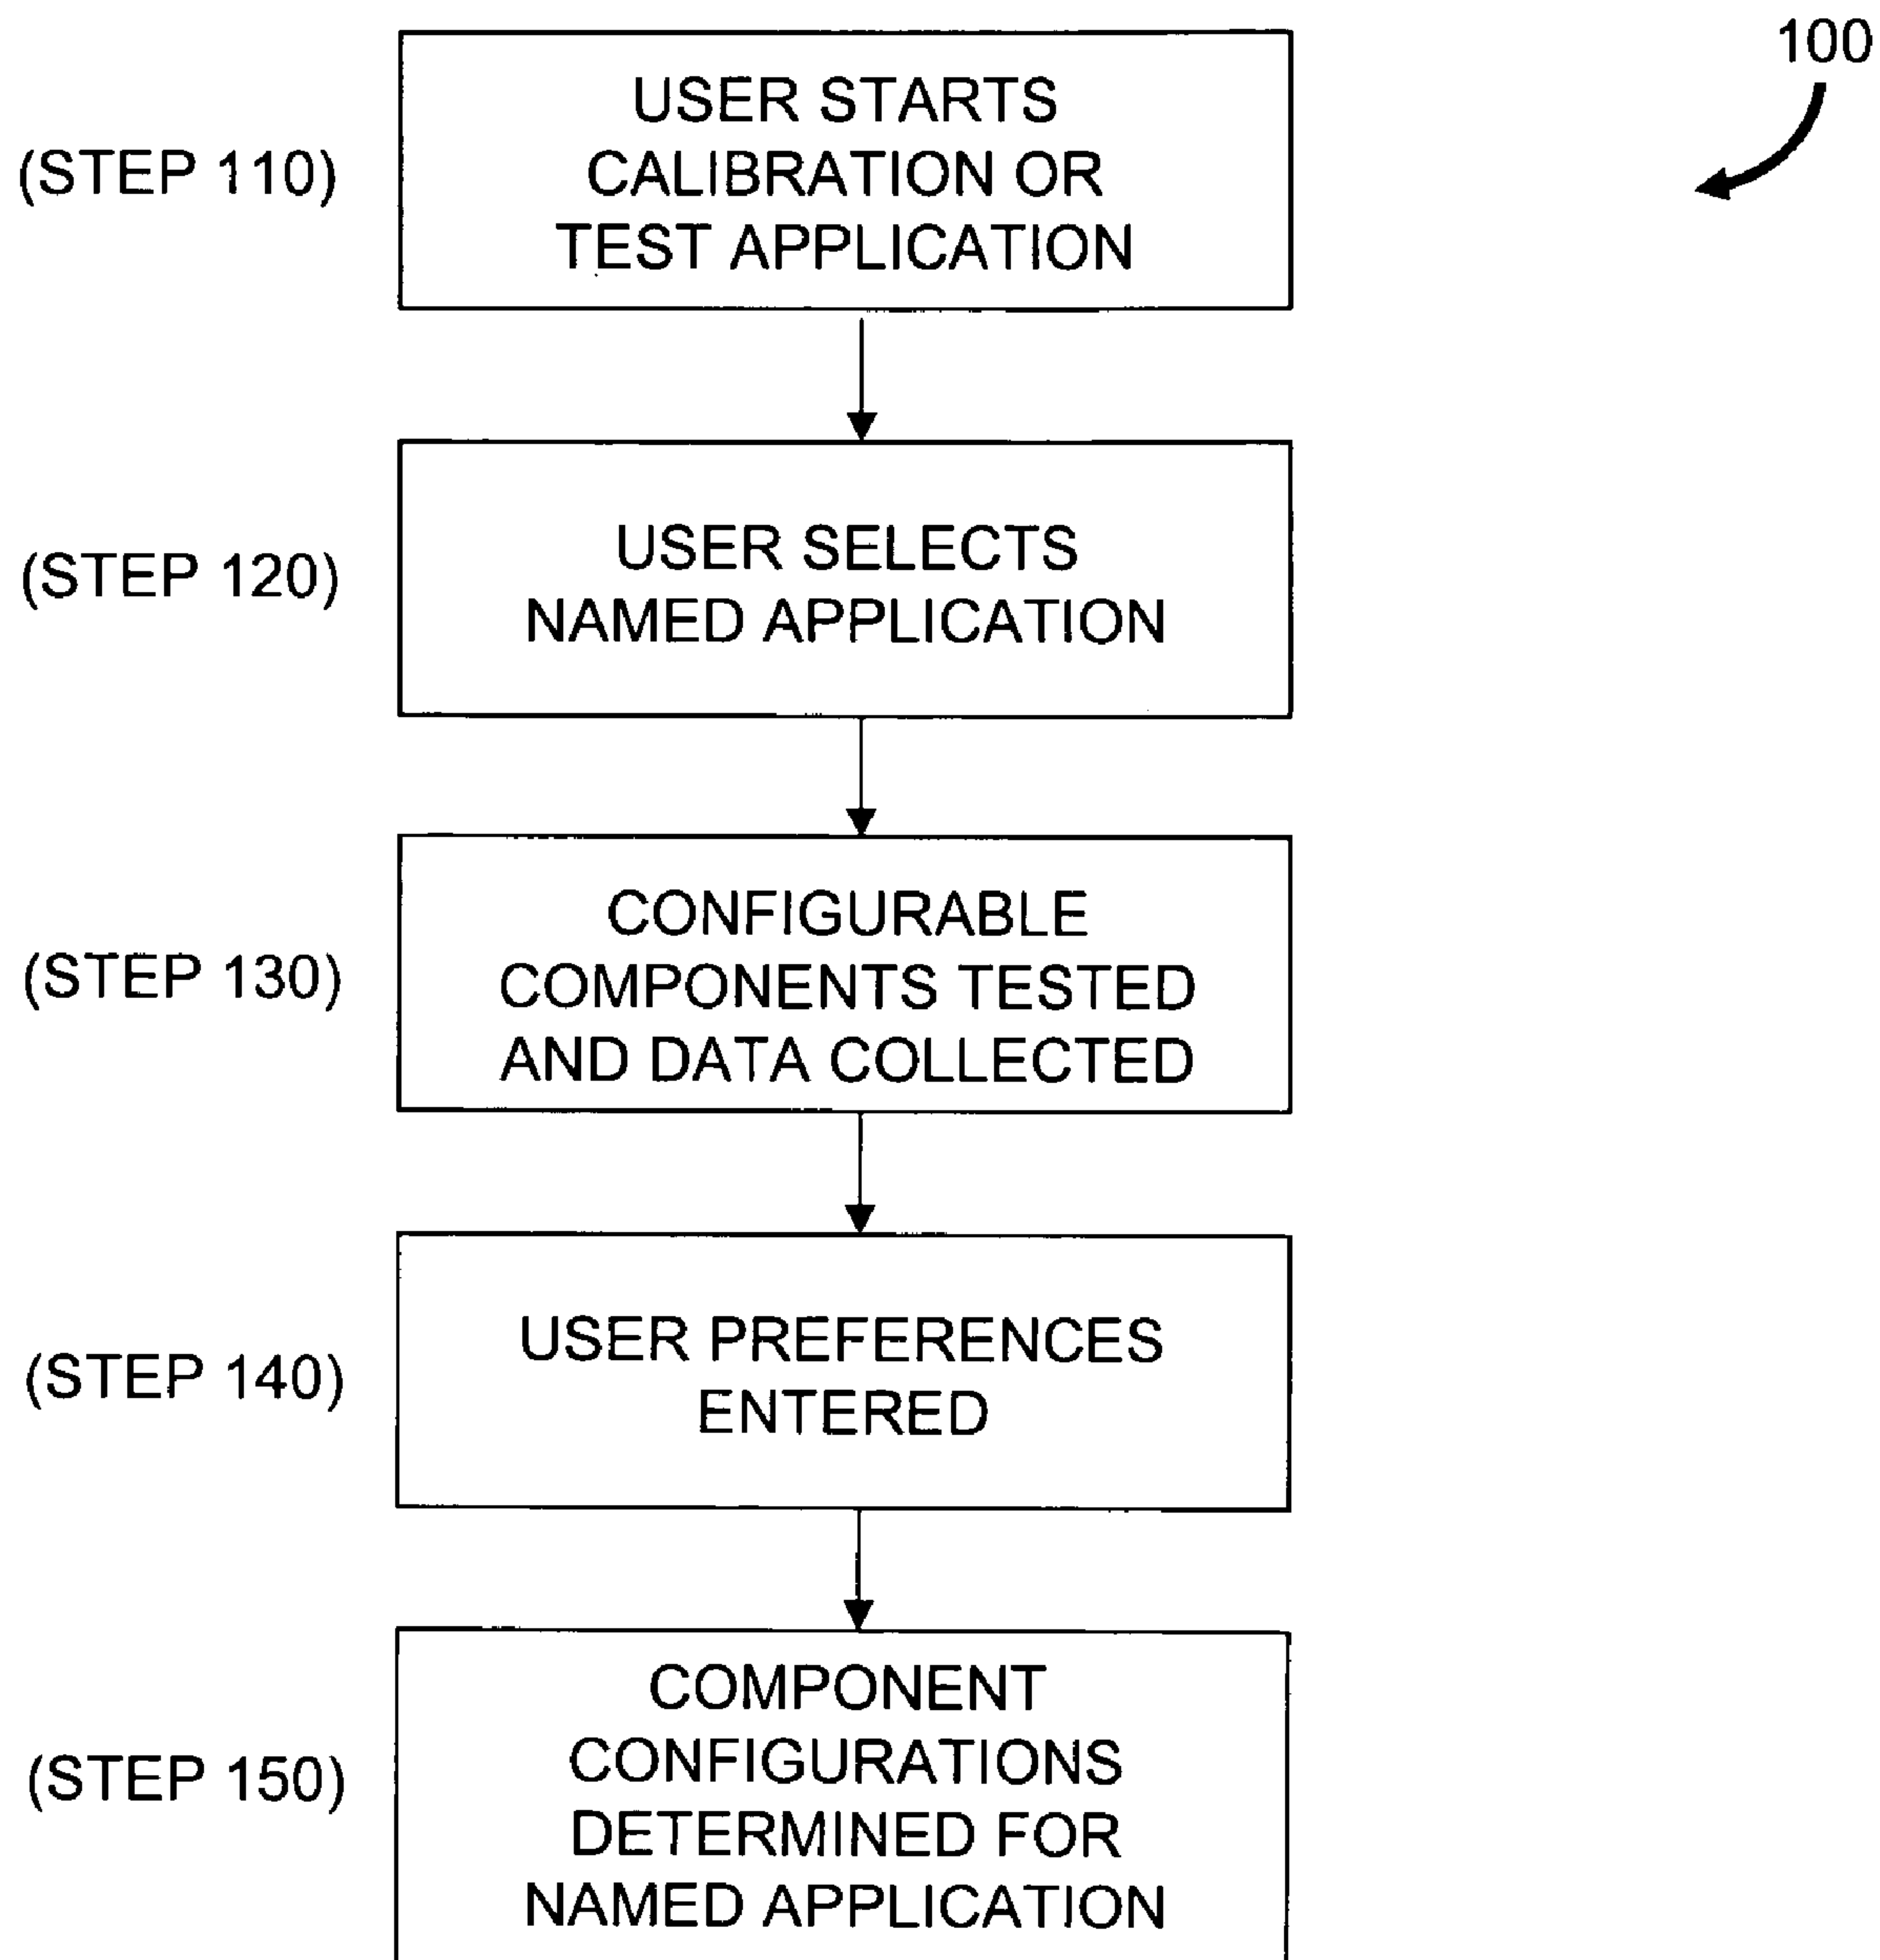 100
(STEP 110)
USER STARTS
CALIBRATION OR
TEST APPLICATION
(STEP 120)
USER SELECTS
NAMED APPLICATION
(STEP 130)
CONFIGURABLE
COMPONENTS TESTED
AND DATA COLLECTED
(STEP 140)
USER PREFERENCES
ENTERED
(STEP 150)
COMPONENT
CONFIGURATIONS
DETERMINED FOR
NAMED APPLICATION